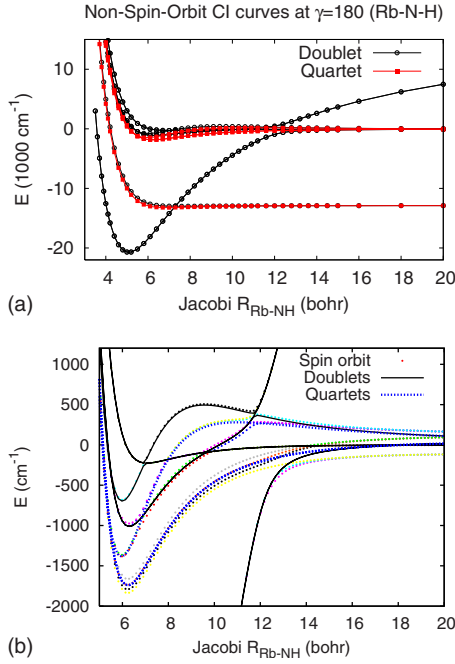 Non-Spin-Orbit CI curves at γ=180 (Rb-N-H)
Doublet
Quartet
E (1000 cm⁻¹)
10
0
-10
-20
4 6 8 10 12 14 16 18 20
(a)
Jacobi R_Rb-NH (bohr)
Spin orbit
Doublets
Quartets
E (cm⁻¹)
1000
500
0
-500
-1000
-1500
-2000
6 8 10 12 14 16 18 20
(b)
Jacobi R_Rb-NH (bohr)